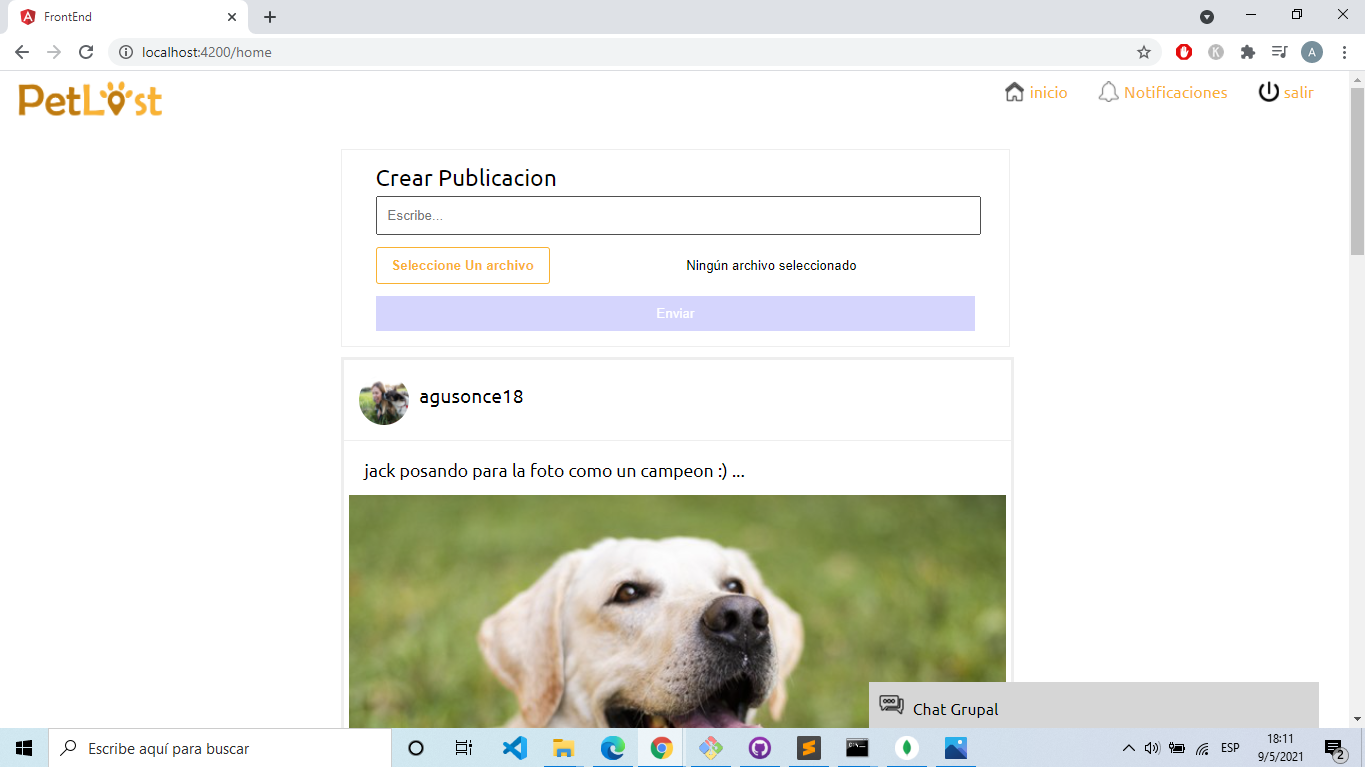 FrontEnd
localhost:4200/home
A
PetLost
inicio
Notificaciones
salir
Crear Publicacion
Escribe...
Seleccione Un archivo
Ningún archivo seleccionado
Enviar
agusonce18
jack posando para la foto como un campeon :) ...
Chat Grupal
Escribe aquí para buscar
ESP
18:11
9/5/2021
2